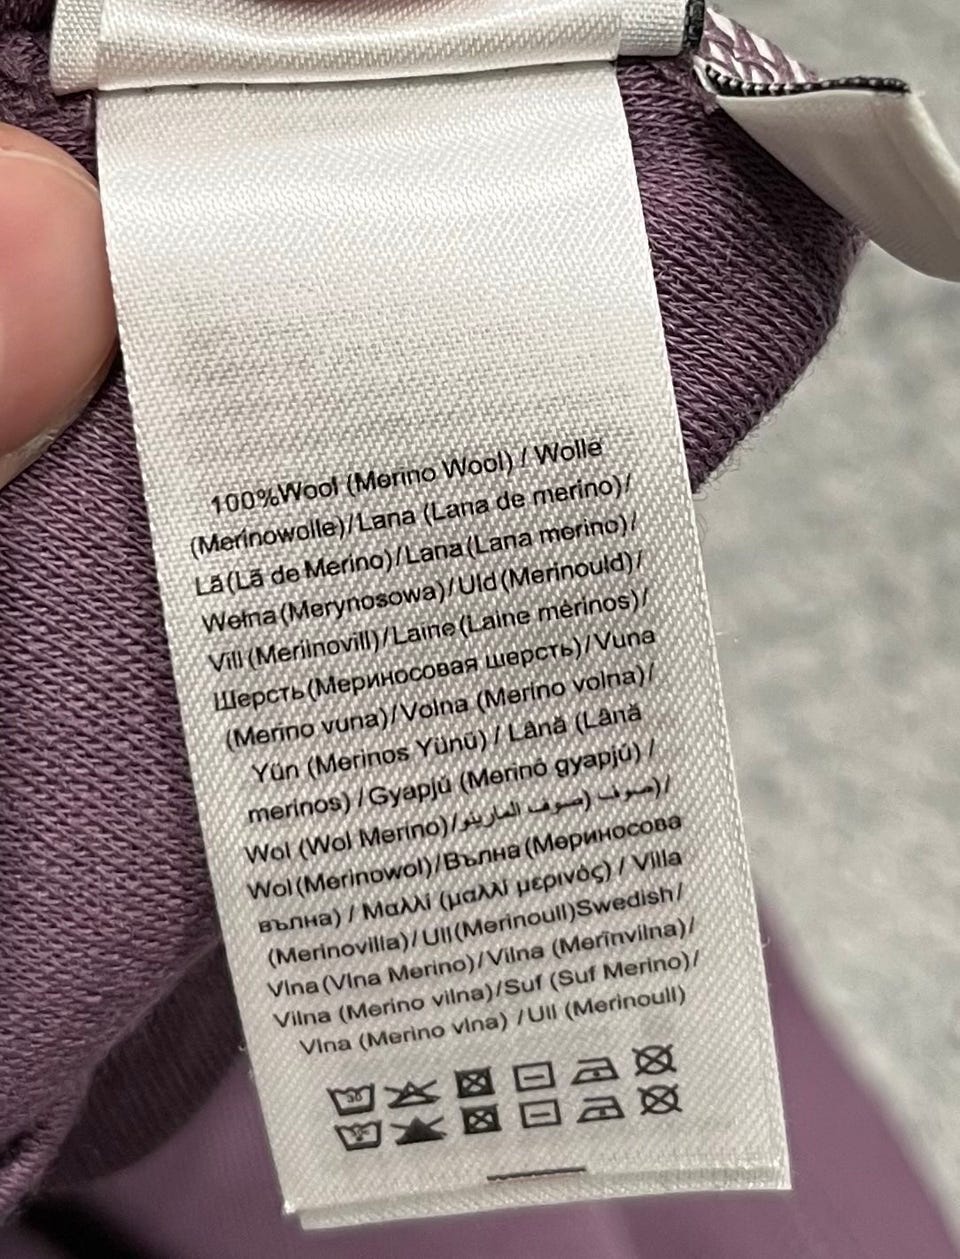 100%Wool (Merino Wool) / Wolle
(Merinowolle)/Lana (Lana de merino)/
Lã(Lã de Merino)/Lana(Lana merino)/
Wełna(Merynosowa)/Uld(Merinould)/
Vill(Meriinovill)/Laine(Laine mérinos)/
Шерсть(Мериносовая шерсть)/Vuna
(Merino vuna)/Volna (Merino volna)/
Yün (Merinos Yünü) / Lână (Lână
merinos) / Gyapjú (Merinó gyapjú) /
Wol (Wol Merino)/صوف (صوف المارينو)/
Wol(Merinowol)/Вълна(Мериносова
вълна) / Μαλλί (μαλλί μερινός) / Villa
(Merinovilla)/Ull(Merinoull)Swedish/
Vlna(Vlna Merino)/Vilna (Merīnvilna)/
Vilna (Merino vilna)/Suf (Suf Merino)/
Vlna (Merino vlna) /Ull (Merinoull)
30